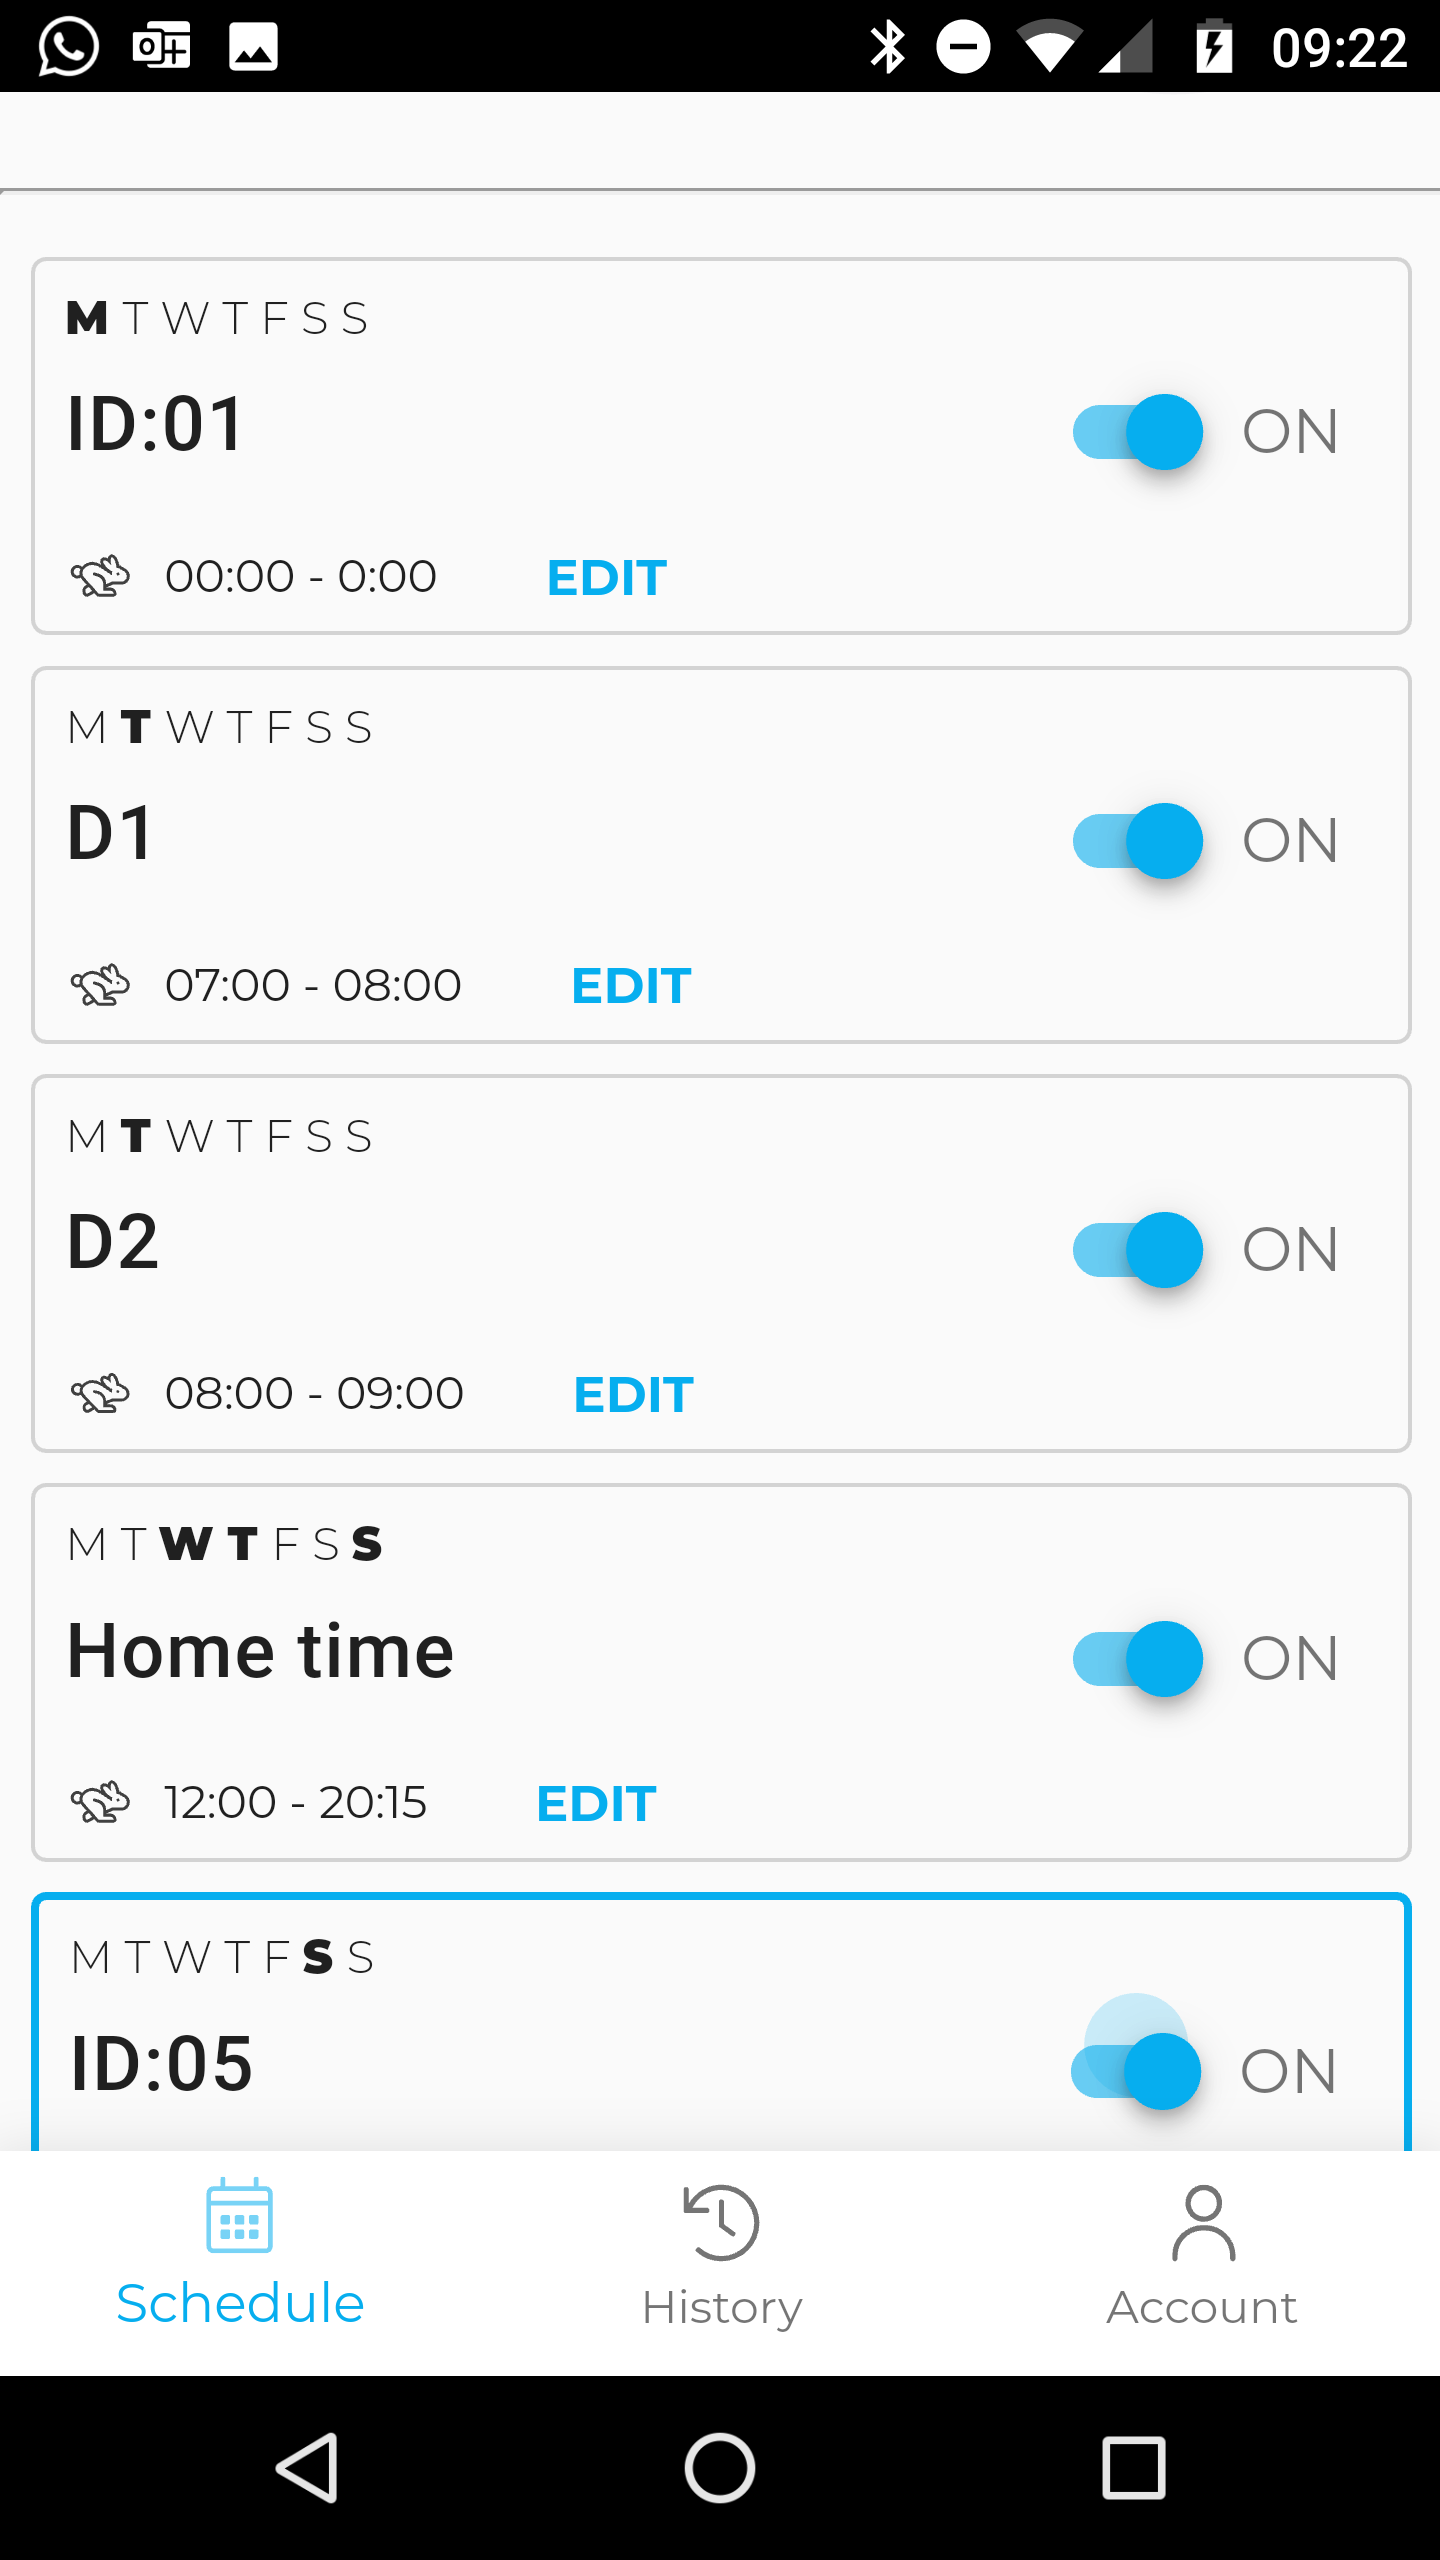 09:22
M T W T F S S
ID:01
ON
00:00 - 0:00 EDIT
M T W T F S S
D1
ON
07:00 - 08:00 EDIT
M T W T F S S
D2
ON
08:00 - 09:00 EDIT
M T W T F S S
Home time
ON
12:00 - 20:15 EDIT
M T W T F S S
ID:05
ON
Schedule History Account